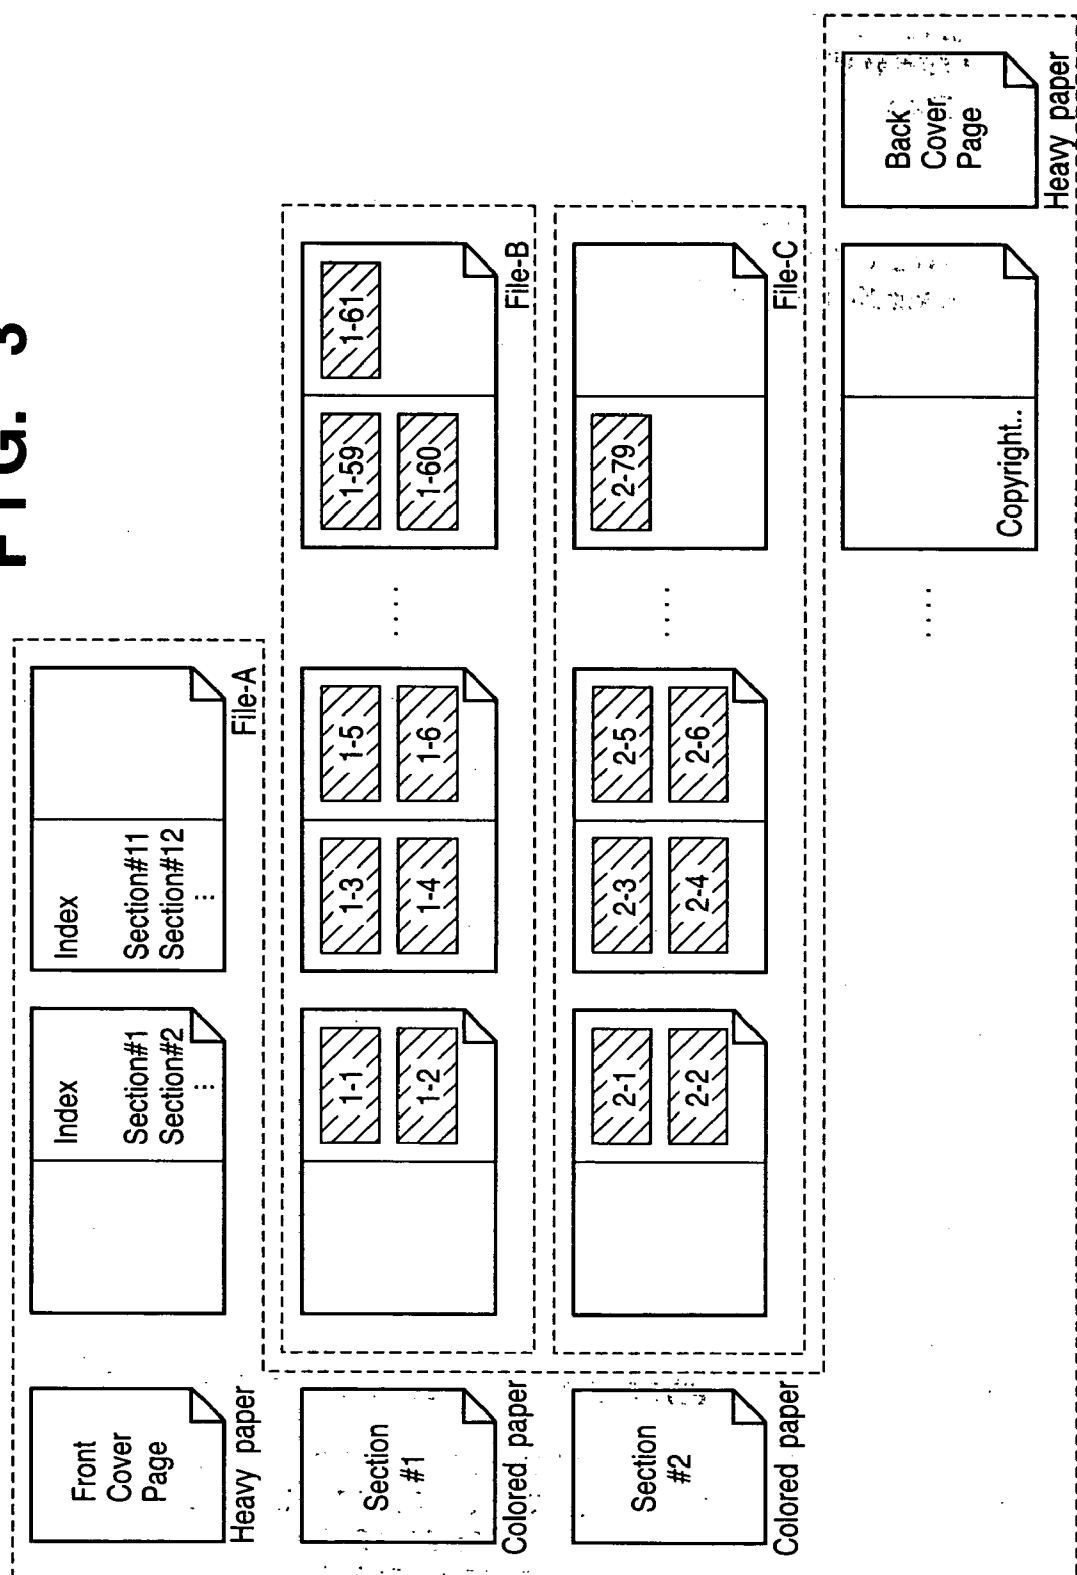 FIG. 3
Front
Cover
Page
Heavy paper
Index
Section#1
Section#2
⋮
Index
Section#11
Section#12
⋮
File-A
Section
#1
Colored paper
1-1
1-2
1-3
1-4
1-5
1-6
....
1-59
1-60
1-61
File-B
Section
#2
Colored paper
2-1
2-2
2-3
2-4
2-5
2-6
....
2-79
File-C
....
Copyright..
Back
Cover
Page
Heavy paper